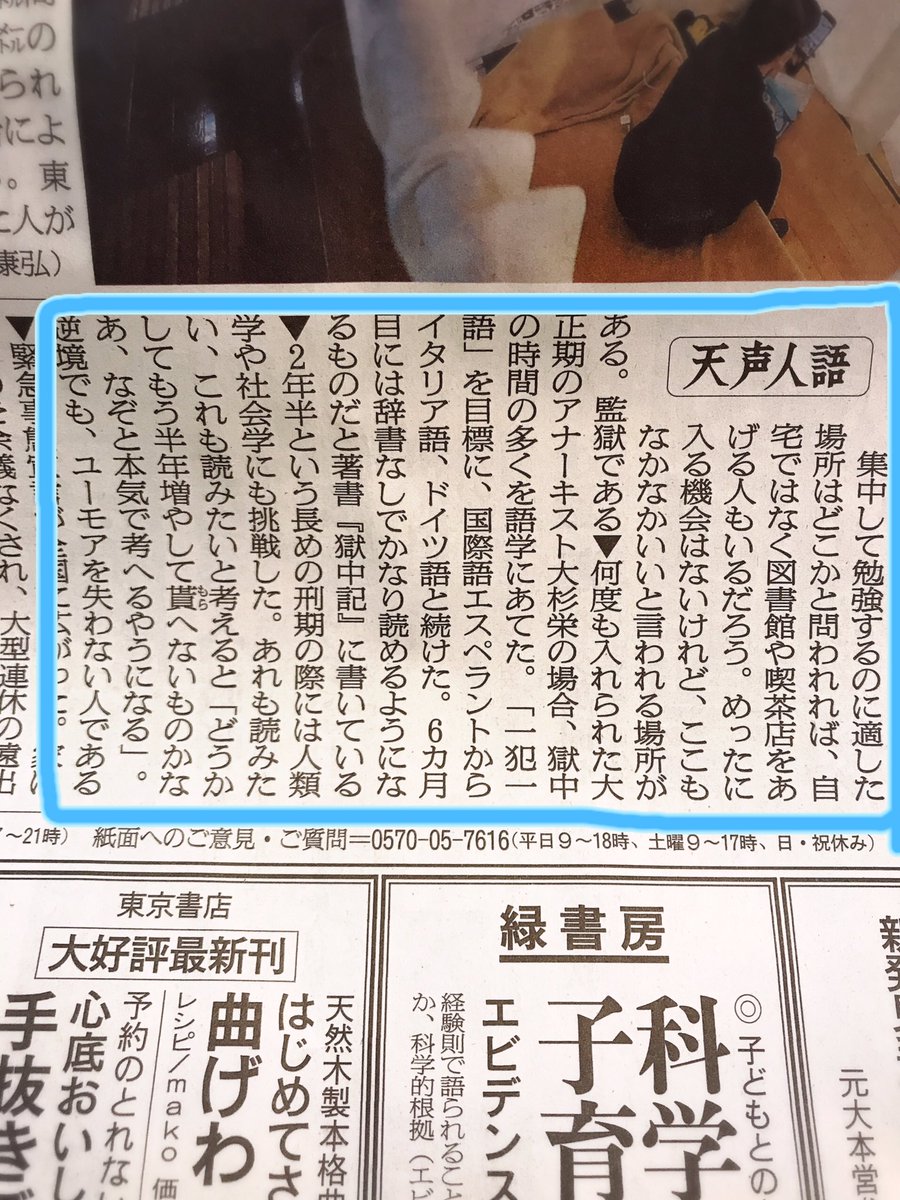 られ
によ
。東
に人が
康弘）
天声人語
集中して勉強するのに適した
場所はどこかと問われれば、自
宅ではなく図書館や喫茶店をあ
げる人もいるだろう。めったに
入る機会はないけれど、ここも
なかなかいいと言われる場所が
ある。監獄である▼何度も入れられた大
正期のアナーキスト大杉栄の場合、獄中
の時間の多くを語学にあてた。「一犯一
語」を目標に、国際語エスペラントから
イタリア語、ドイツ語と続けた。6カ月
目には辞書なしでかなり読めるようにな
るものだと著書『獄中記』に書いている
▼2年半という長めの刑期の際には人類
学や社会学にも挑戦した。あれも読みた
い、これも読みたいと考えると「どうか
してもう半年増やして貰へないものかな
もら
あ、なぞと本気で考へるやうになる」。
逆境でも、ユーモアを失わない人である
▼緊急事態 が全国に広がった。
義なくされ、大型連休の遠出
～21時） 紙面へのご意見・ご質問＝0570-05-7616（平日9～18時、土曜9～17時、日・祝休み）
元大本営
緑書房
◎子どもとの
科学
子育
エビデンス
経験則で語られること
か、科学的根拠（エビ
東京書店
大好評最新刊
天然木製本格曲
はじめてさ
曲げわ
レシピ/mako 価
予約のとれない
心底おいし
手抜き